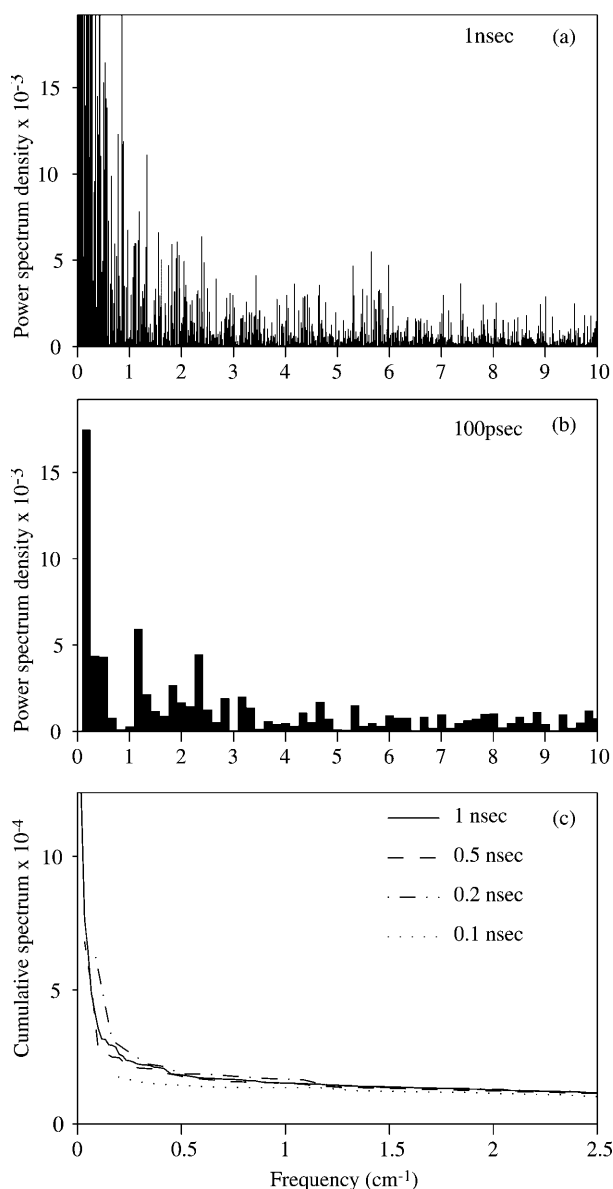 1nsec (a)
Power spectrum density x 10-3
15
10
5
0
0 1 2 3 4 5 6 7 8 9 10
100psec (b)
Power spectrum density x 10-3
15
10
5
0
0 1 2 3 4 5 6 7 8 9 10
(c)
Cumulative spectrum x 10-4
10
5
0
1 nsec
0.5 nsec
0.2 nsec
0.1 nsec
0 0.5 1 1.5 2 2.5
Frequency (cm-1)